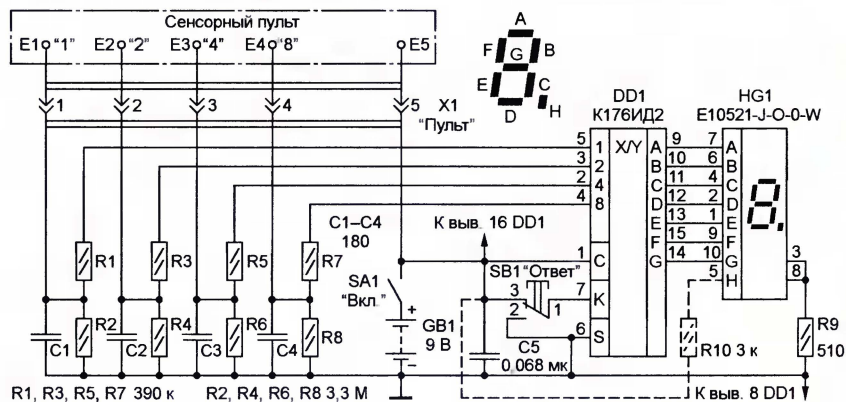 Сенсорный пульт
E1 "1" E2 "2" E3 "4" E4 "8" E5
A
F G B
E C
D H
1 2 3 4 5 X1
"Пульт"
DD1
К176ИД2
HG1
E10521-J-O-0-W
5 1 X/Y A 9 7 A
3 2 B 10 6 B
2 4 C 11 4 C
4 8 D 12 2 D
E 13 1 E
F 15 9 F
1 C G 14 10 G
5 H
3
8
C1–C4
180
К выв. 16 DD1
R1 R3 R5 R7
SA1
"Вкл."
SB1 "Ответ"
3 2 1 7 K
6 S
+
GB1
9 В
–
C1 R2 C2 R4 C3 R6 C4 R8
C5
0,068 мк
R10 3 к
R9
510
R1, R3, R5, R7 390 к R2, R4, R6, R8 3,3 М
К выв. 8 DD1